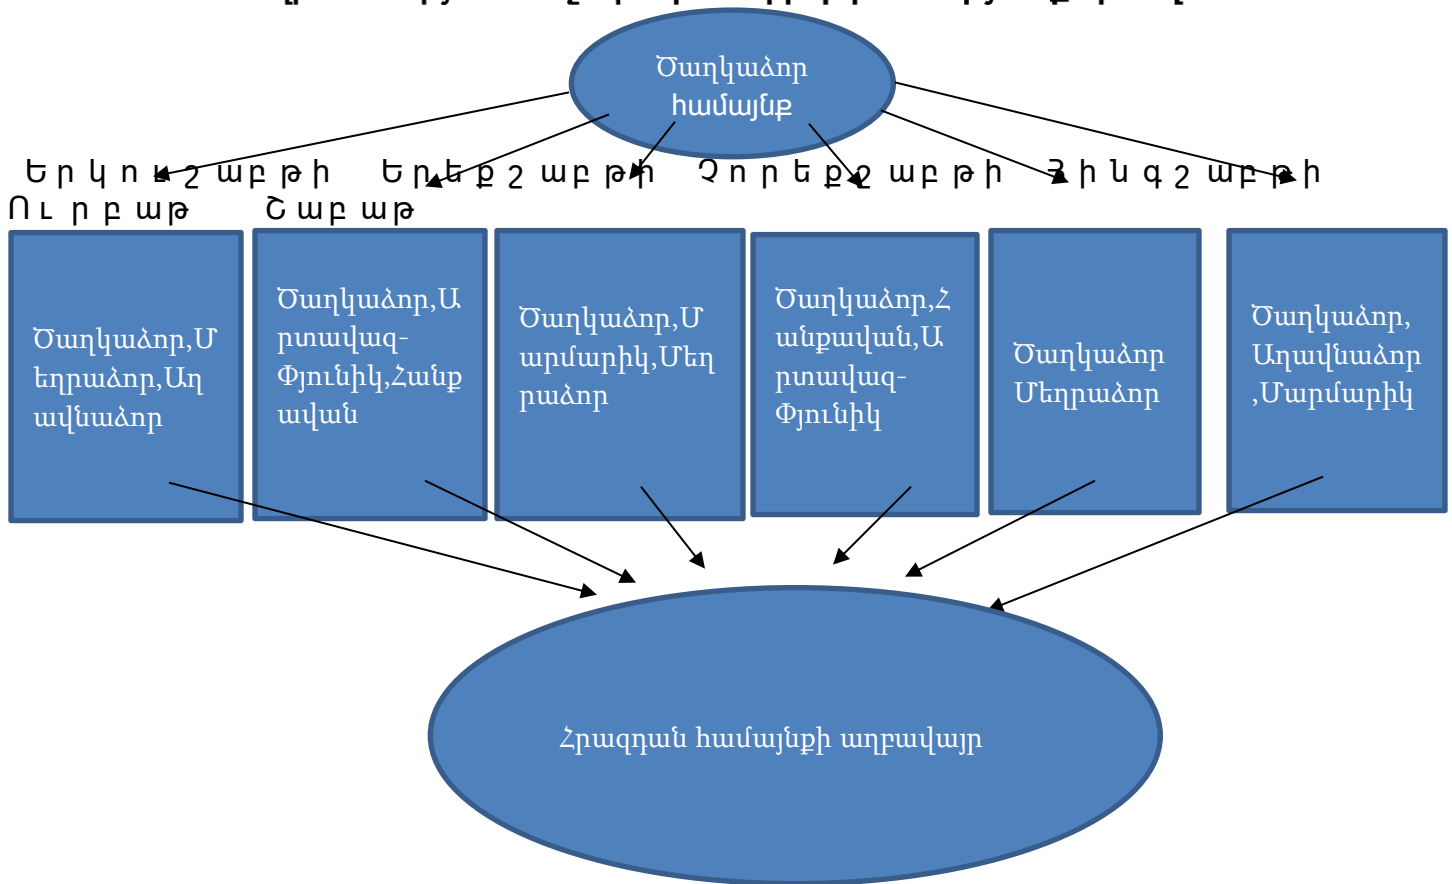 Ծաղկաձոր
համայնք
Երկուշաբթի Երեքշաբթի Չորեքշաբթի Հինգշաբթի
Ուրբաթ Շաբաթ
Ծաղկաձոր,Մ
եղրաձոր,Աղ
ավնաձոր
Ծաղկաձոր,Ա
րտավազ-
Փյունիկ,Հանք
ավան
Ծաղկաձոր,Մ
արմարիկ,Մեղ
րաձոր
Ծաղկաձոր,Հ
անքավան,Ա
րտավազ-
Փյունիկ
Ծաղկաձոր
Մեղրաձոր
Ծաղկաձոր,
Աղավնաձոր
,Մարմարիկ
Հրազդան համայնքի աղբավայր